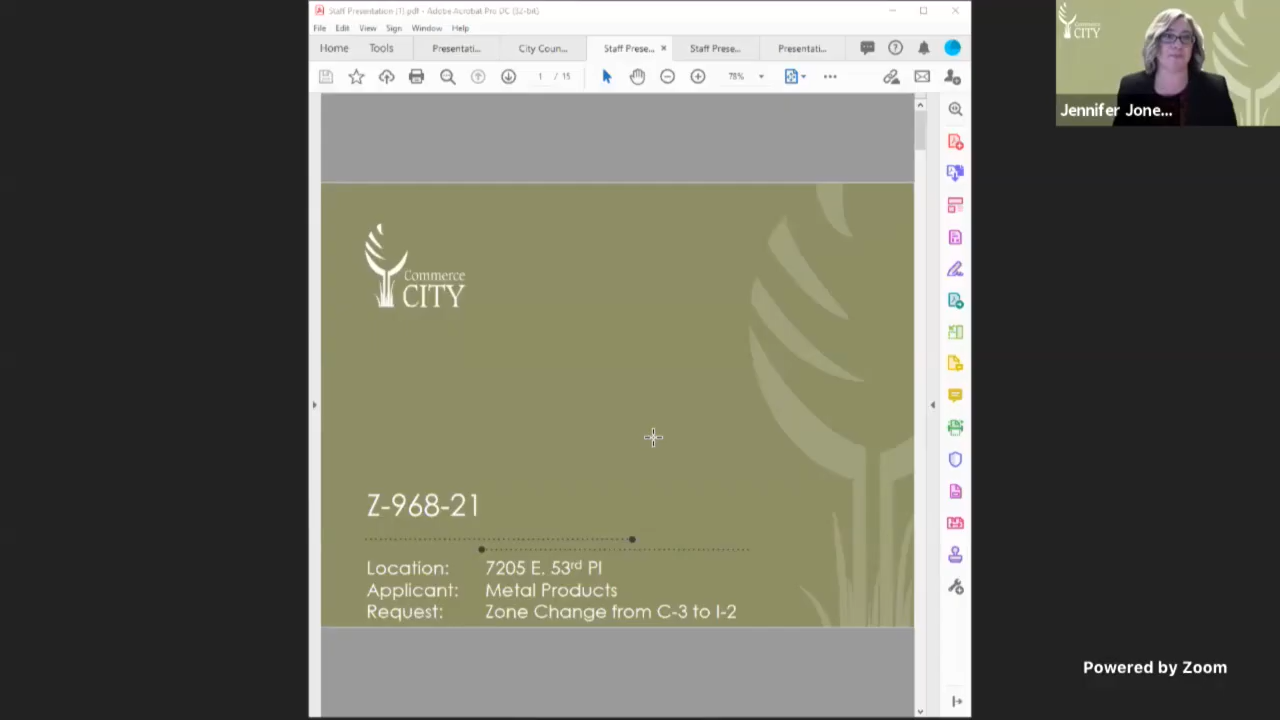 Staff Presentation (1).pdf - Adobe Acrobat Pro DC (32-bit)
File Edit View Sign Window Help
Home Tools Presentati... City Coun... Staff Prese... × Staff Prese... Presentati...
1 / 15 78%
Commerce
CITY
Z-968-21
Location: 7205 E. 53rd Pl
Applicant: Metal Products
Request: Zone Change from C-3 to I-2
Commerce
CITY
Jennifer Jone...
Powered by Zoom